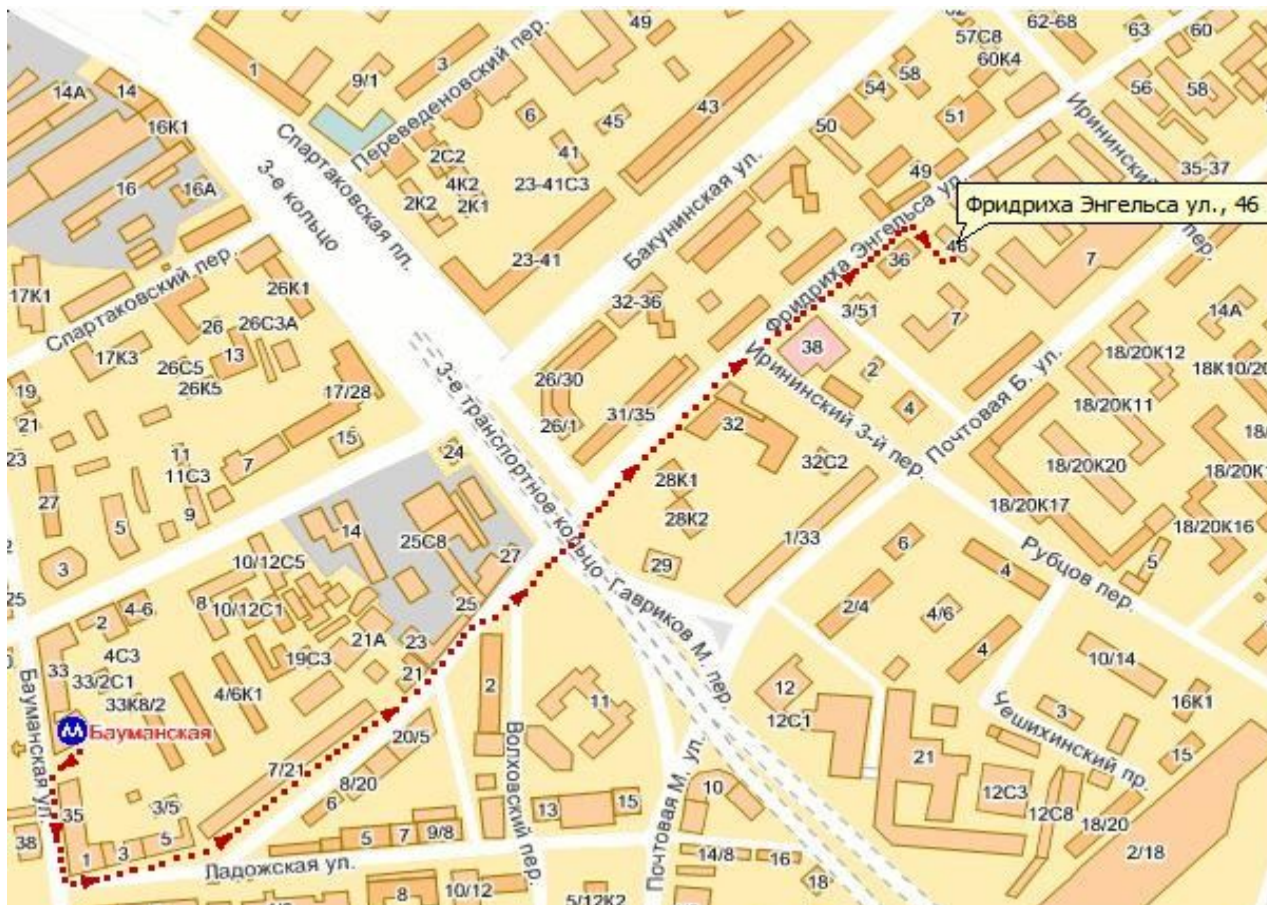 49
62-68
57С8
60К4
63
60
1
9/1
3
Переведеновский пер.
58
54
56
58
14А
14
16К1
6
45
43
50
51
Ирининский
Спартаковская пл.
3-е кольцо
2С2
4К2
2К2
2К1
41
23-41С3
49
35-37
16
16А
Бакунинская ул.
Фридриха Энгельса ул.
пер.
Фридриха Энгельса ул., 46
46
36
7
23-41
17К1
Спартаковский пер.
26К1
32-36
3/51
7
14А
26
26С3А
13
17К3
26С5
26К5
38
Ирининский 3-й пер.
2
4
18/20К12
18К10/20
3-е транспортное кольцо
26/30
31/35
26/1
32
32С2
Почтовая Б. ул.
18/20К11
18/20К20
18/20К17
18/20К16
19
21
23
17/28
15
24
11
11С3
7
27
5
9
3
28К1
28К2
1/33
5
14
25С8
27
29
6
4
Рубцов пер.
10/12С5
25
4-6
2
8
10/12С1
25
2/4
4/6
4
Гавриков М. пер.
21А
23
19С3
21
4С3
33
33/2С1
33К8/2
4/6К1
2
11
12
12С1
10/14
16К1
3
Чешихинский пр.
15
Бауманская
Бауманская ул.
20/5
Волховский пер.
Почтовая М. ул.
21
7/21
8/20
6
35
3/5
10
12С3
12С8
18/20
13
15
38
1
3
5
5
7
9/8
Ладожская ул.
14/8
16
18
2/18
8
10/12
5/12К2